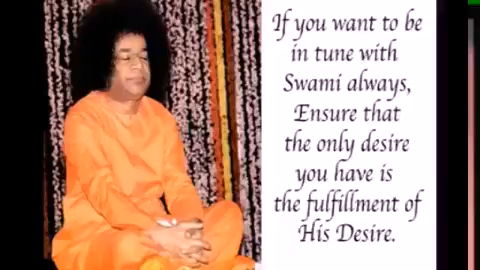 If you want to be
in tune with
Swami always,
Ensure that
the only desire
you have is
the fulfillment of
His Desire.